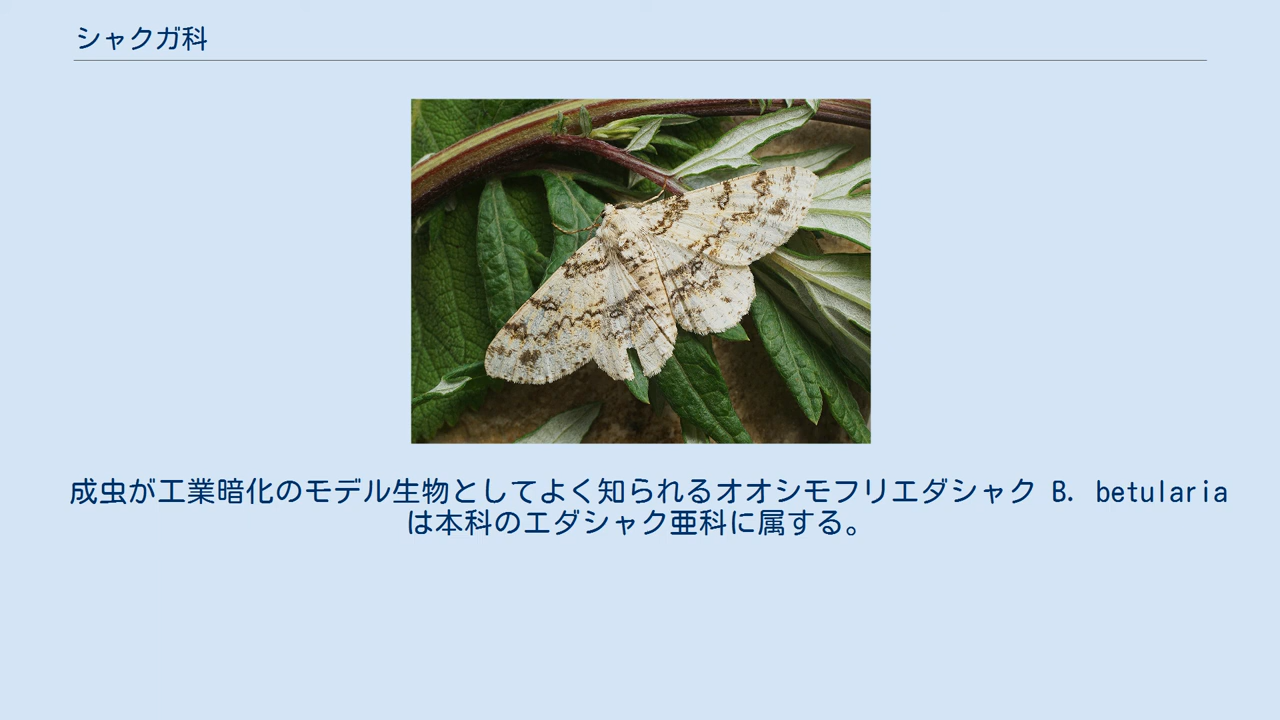 シャクガ科
成虫が工業暗化のモデル生物としてよく知られるオオシモフリエダシャク B. betularia
は本科のエダシャク亜科に属する。